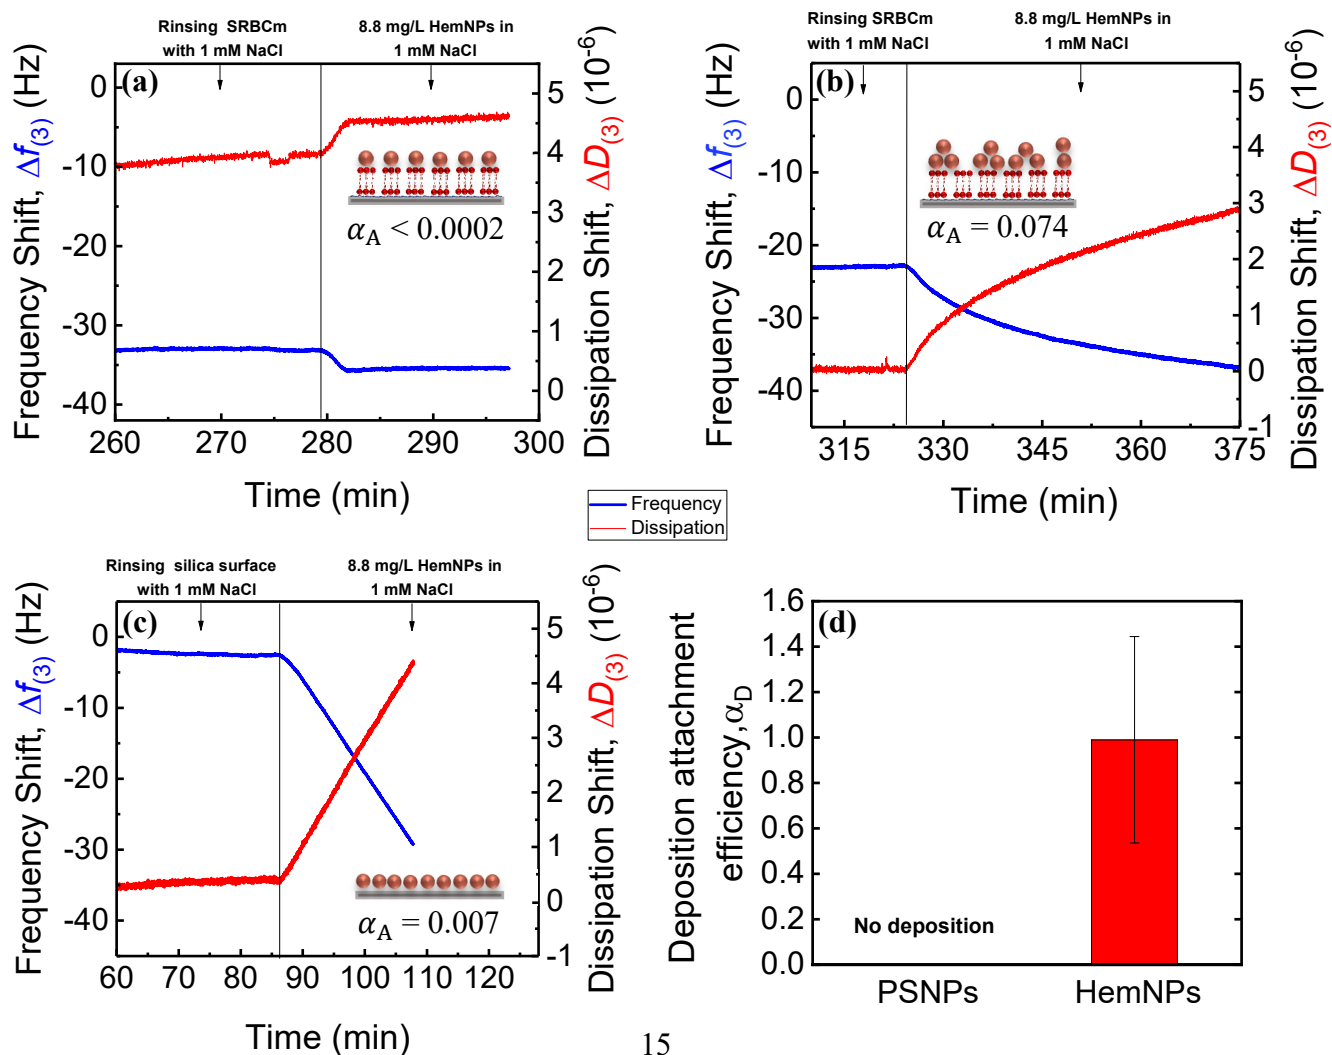 Rinsing SRBCm
with 1 mM NaCl
8.8 mg/L HemNPs in
1 mM NaCl
(a)
Frequency Shift, Δf(3) (Hz)
0
-10
-20
-30
-40
αA < 0.0002
5
4
3
2
1
0
Dissipation Shift, ΔD(3) (10-6)
260
270
280
290
300
Time (min)
Rinsing SRBCm
with 1 mM NaCl
8.8 mg/L HemNPs in
1 mM NaCl
(b)
Frequency Shift, Δf(3) (Hz)
0
-10
-20
-30
-40
αA = 0.074
5
4
3
2
1
0
-1
Dissipation Shift, ΔD(3) (10-6)
315
330
345
360
375
Time (min)
Frequency
Dissipation
Rinsing silica surface
with 1 mM NaCl
8.8 mg/L HemNPs in
1 mM NaCl
(c)
Frequency Shift, Δf(3) (Hz)
0
-10
-20
-30
-40
αA = 0.007
5
4
3
2
1
0
-1
Dissipation Shift, ΔD(3) (10-6)
60
70
80
90
100
110
120
Time (min)
(d)
Deposition attachment
efficiency,αD
1.6
1.4
1.2
1.0
0.8
0.6
0.4
0.2
0.0
No deposition
PSNPs
HemNPs
15